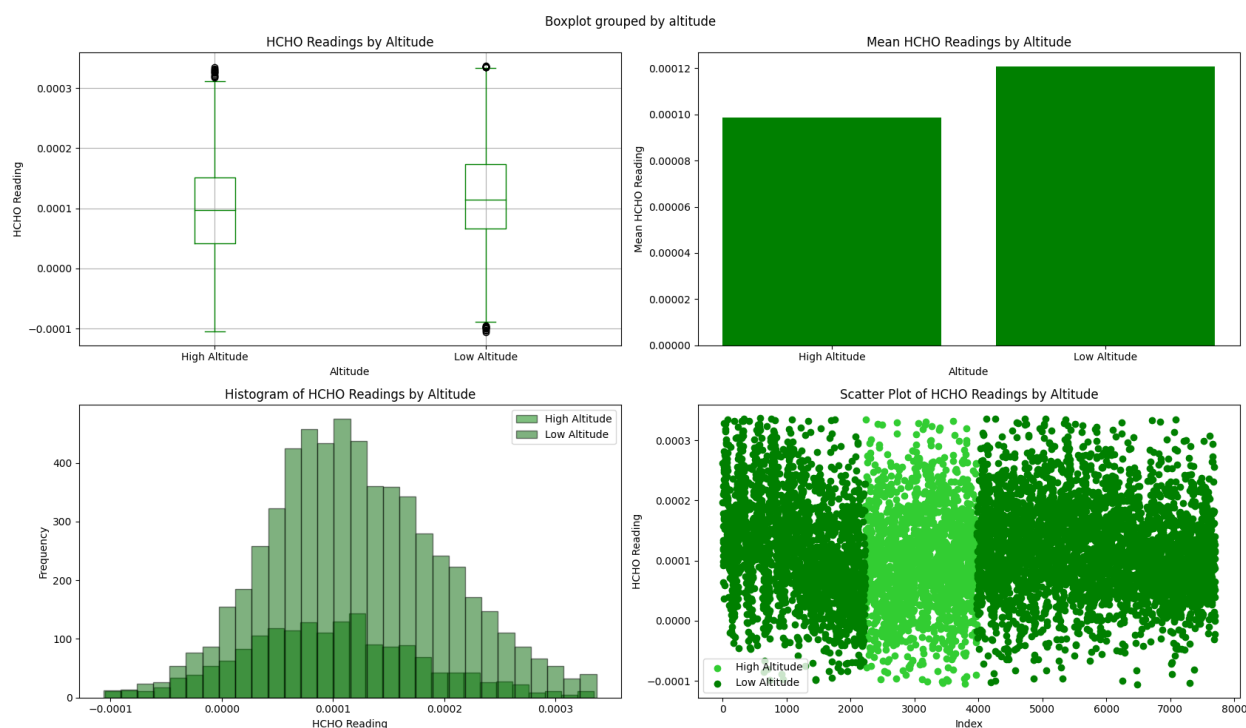 Boxplot grouped by altitude
HCHO Readings by Altitude
HCHO Reading
0.0003
0.0002
0.0001
0.0000
−0.0001
High Altitude
Low Altitude
Altitude
Mean HCHO Readings by Altitude
Mean HCHO Reading
0.00012
0.00010
0.00008
0.00006
0.00004
0.00002
0.00000
High Altitude
Low Altitude
Altitude
Histogram of HCHO Readings by Altitude
High Altitude
Low Altitude
Frequency
400
300
200
100
0
−0.0001
0.0000
0.0001
0.0002
0.0003
HCHO Reading
Scatter Plot of HCHO Readings by Altitude
HCHO Reading
0.0003
0.0002
0.0001
0.0000
−0.0001
High Altitude
Low Altitude
0
1000
2000
3000
4000
5000
6000
7000
8000
Index